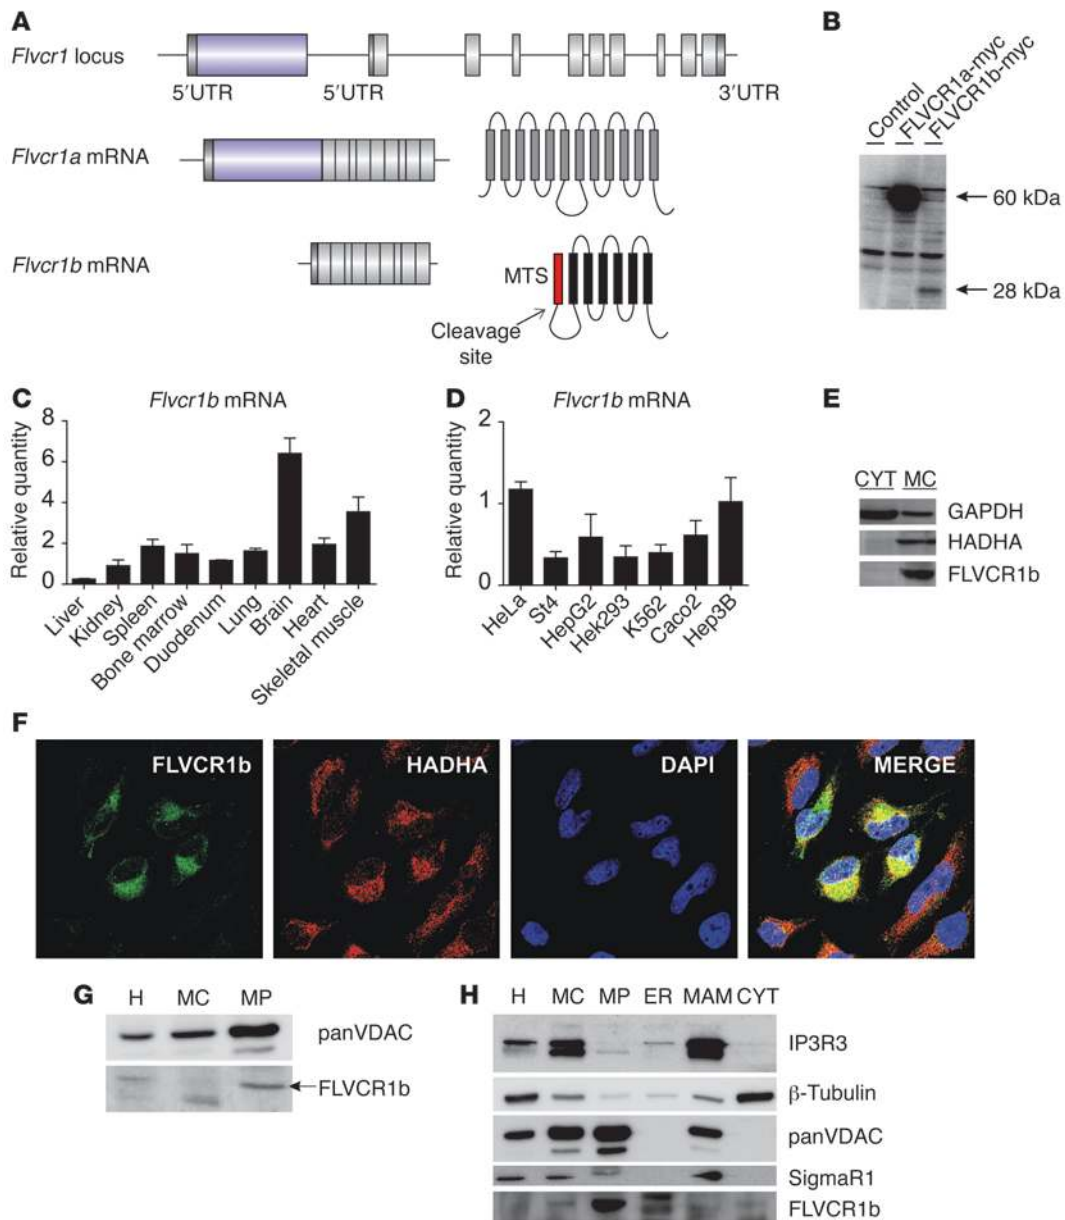 A
Flvcr1 locus
5'UTR
5'UTR
3'UTR
Flvcr1a mRNA
Flvcr1b mRNA
MTS
Cleavage
site
B
Control
FLVCR1a-myc
FLVCR1b-myc
60 kDa
28 kDa
C
Flvcr1b mRNA
Relative quantity
8
6
4
2
0
Liver
Kidney
Spleen
Bone marrow
Duodenum
Lung
Brain
Heart
Skeletal muscle
D
Flvcr1b mRNA
Relative quantity
2
1
0
HeLa
St4
HepG2
Hek293
K562
Caco2
Hep3B
E
CYT MC
GAPDH
HADHA
FLVCR1b
F
FLVCR1b
HADHA
DAPI
MERGE
G
H MC MP
panVDAC
FLVCR1b
H
H MC MP ER MAM CYT
IP3R3
β-Tubulin
panVDAC
SigmaR1
FLVCR1b